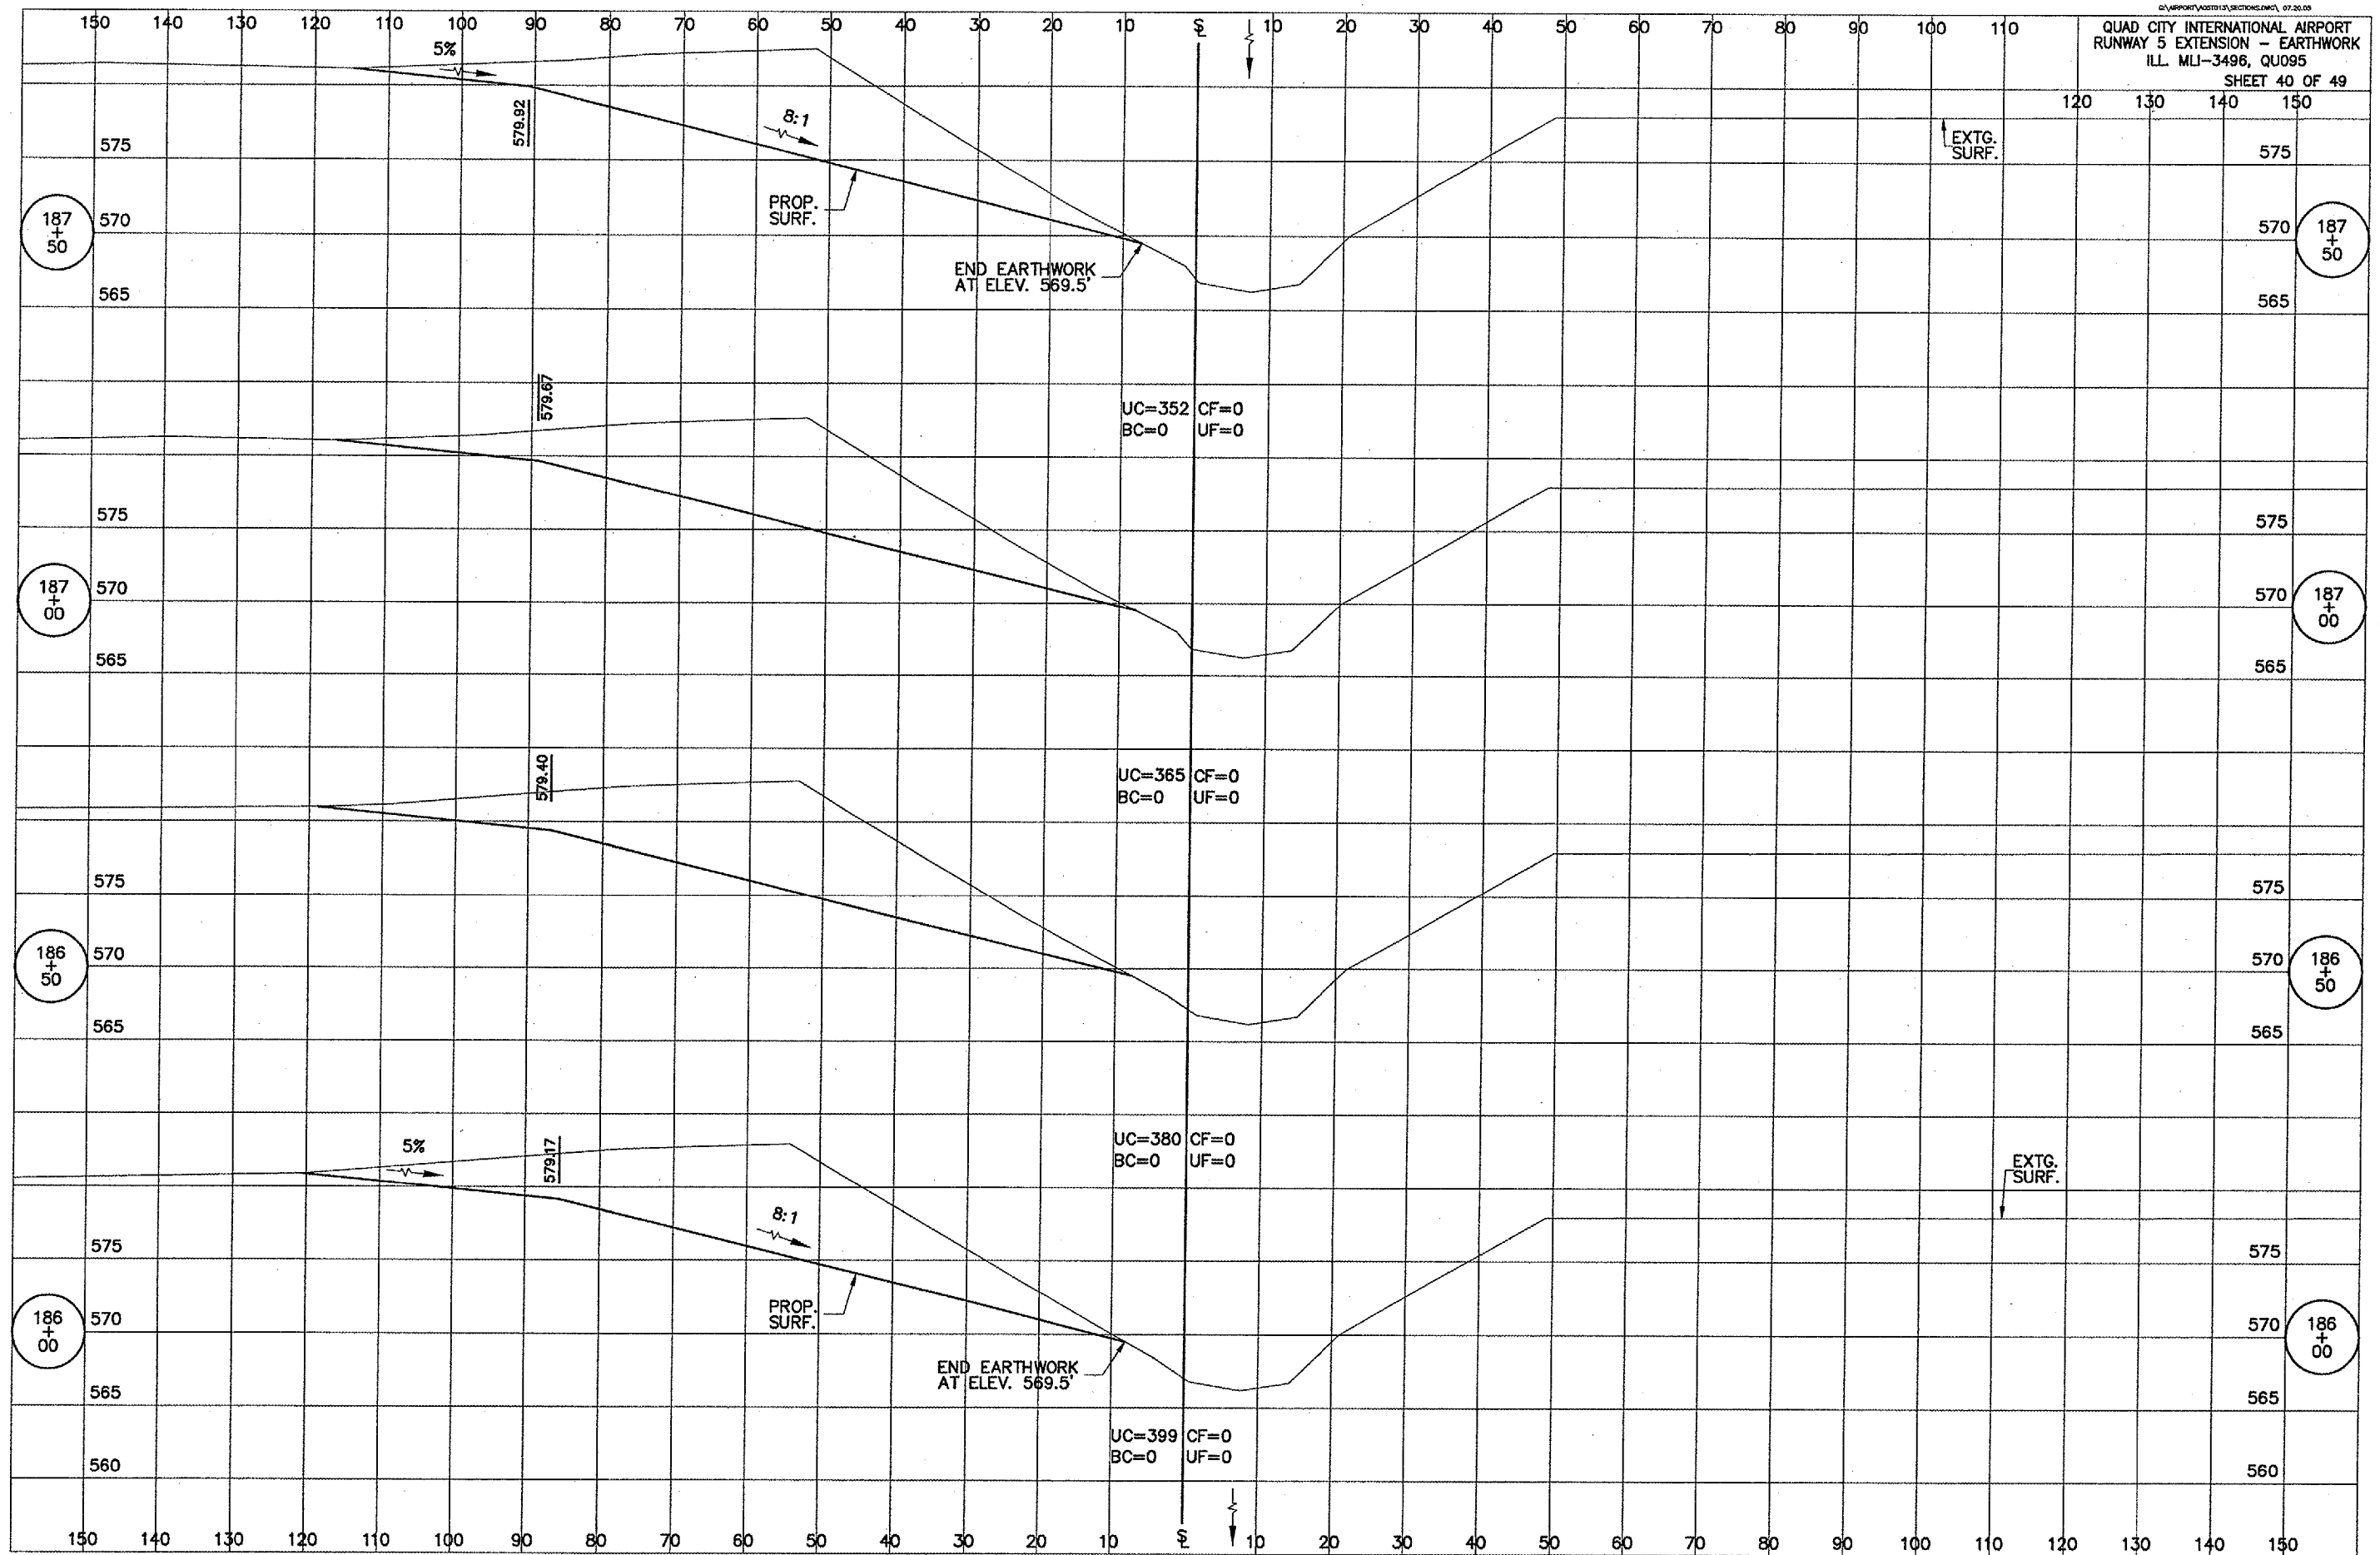 G:\AIRPORT\AOST013\SECTIONS.DWG\ 07.20.05
150 140 130 120 110 100 90 80 70 60 50 40 30 20 10 10 20 30 40 50 60 70 80 90 100 110
QUAD CITY INTERNATIONAL AIRPORT
RUNWAY 5 EXTENSION - EARTHWORK
ILL. MLI-3496, QU095
SHEET 40 OF 49
120 130 140 150
5%
579.92
8:1
EXTG.
SURF.
575 575
PROP.
SURF.
187
+
50
570 570
187
+
50
END EARTHWORK
AT ELEV. 569.5'
565 565
579.67
UC=352 CF=0
BC=0 UF=0
575 575
187
+
00
570 570
187
+
00
565 565
579.40
UC=365 CF=0
BC=0 UF=0
575 575
186
+
50
570 570
186
+
50
565 565
5%
579.17
UC=380 CF=0
BC=0 UF=0
EXTG.
SURF.
8:1
575 575
PROP.
SURF.
186
+
00
570 570
186
+
00
END EARTHWORK
AT ELEV. 569.5'
565 565
UC=399 CF=0
BC=0 UF=0
560 560
150 140 130 120 110 100 90 80 70 60 50 40 30 20 10 10 20 30 40 50 60 70 80 90 100 110 120 130 140 150